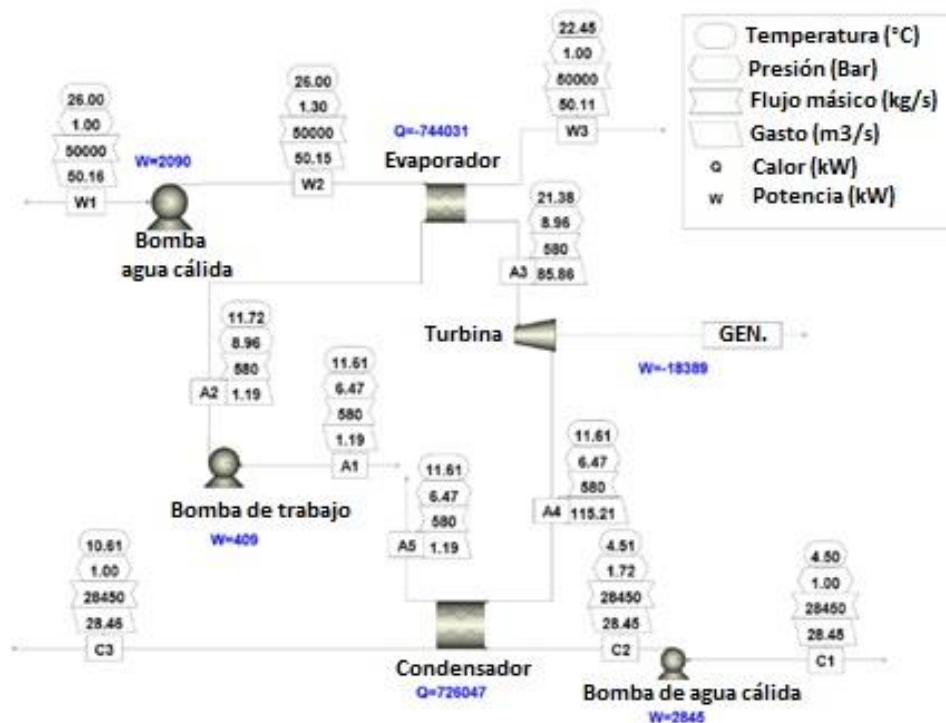 22.45
1.00
50000
50.11
W3
Temperatura (°C)
Presión (Bar)
Flujo másico (kg/s)
Gasto (m3/s)
Q Calor (kW)
W Potencia (kW)
26.00
1.00
50000
50.16
W1
W=2090
Bomba
agua cálida
26.00
1.30
50000
50.15
W2
Q=-744031
Evaporador
21.38
8.96
580
85.86
A3
Turbina
GEN.
W=-18389
11.72
8.96
580
1.19
A2
11.61
6.47
580
1.19
A1
Bomba de trabajo
W=409
11.61
6.47
580
1.19
A5
11.61
6.47
580
115.21
A4
10.61
1.00
28450
28.46
C3
Condensador
Q=726047
4.51
1.72
28450
28.45
C2
4.50
1.00
28450
28.45
C1
Bomba de agua cálida
W=2845